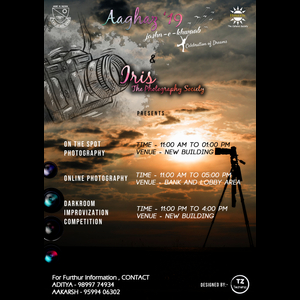 Aaghaz '19
Jashn-e-khwaab
Celebration of Dreams
&
Iris
The Photography Society
PRESENTS
ON THE SPOT
PHOTOGRAPHY
TIME - 11:00 AM TO 01:00 PM
VENUE - NEW BUILDING
ONLINE PHOTOGRAPHY
TIME - 11:00 AM TO 05:00 PM
VENUE - BANK AND LOBBY AREA
DARKROOM
IMPROVIZATION
COMPETITION
TIME - 11:00 PM TO 4:00 PM
VENUE - NEW BUILDING
For Furthur Information , CONTACT
ADITYA - 98997 74934
AAKARSH - 95994 06302
DESIGNED BY:-
TZ